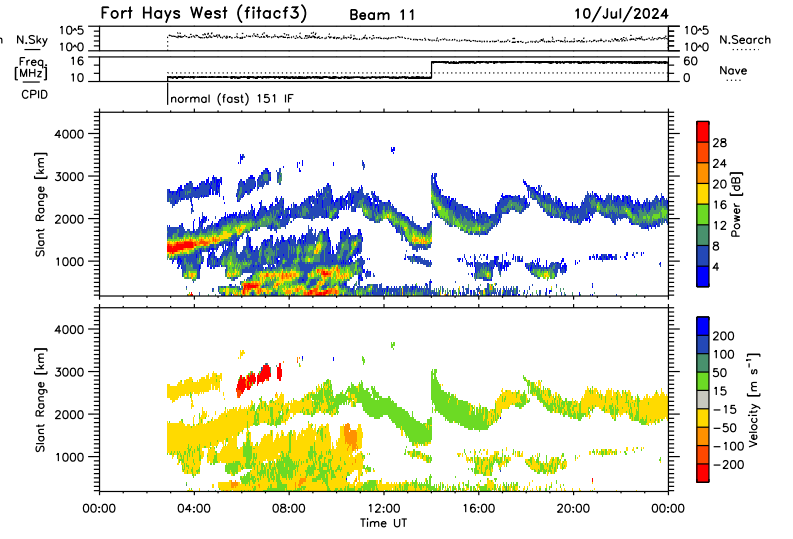 Fort Hays West (fitacf3) Beam 11 10/Jul/2024
n N.Sky 10^5 10^0 10^5 10^0 N.Search
Freq. [MHz] 16 10 60 0 Nave
CPID normal (fast) 151 IF
Slant Range [km]
4000
3000
2000
1000
28
24
20
16
12
8
4
Power [dB]
Slant Range [km]
4000
3000
2000
1000
200
100
50
15
-15
-50
-100
-200
Velocity [m s⁻¹]
00:00 04:00 08:00 12:00 16:00 20:00 00:00
Time UT